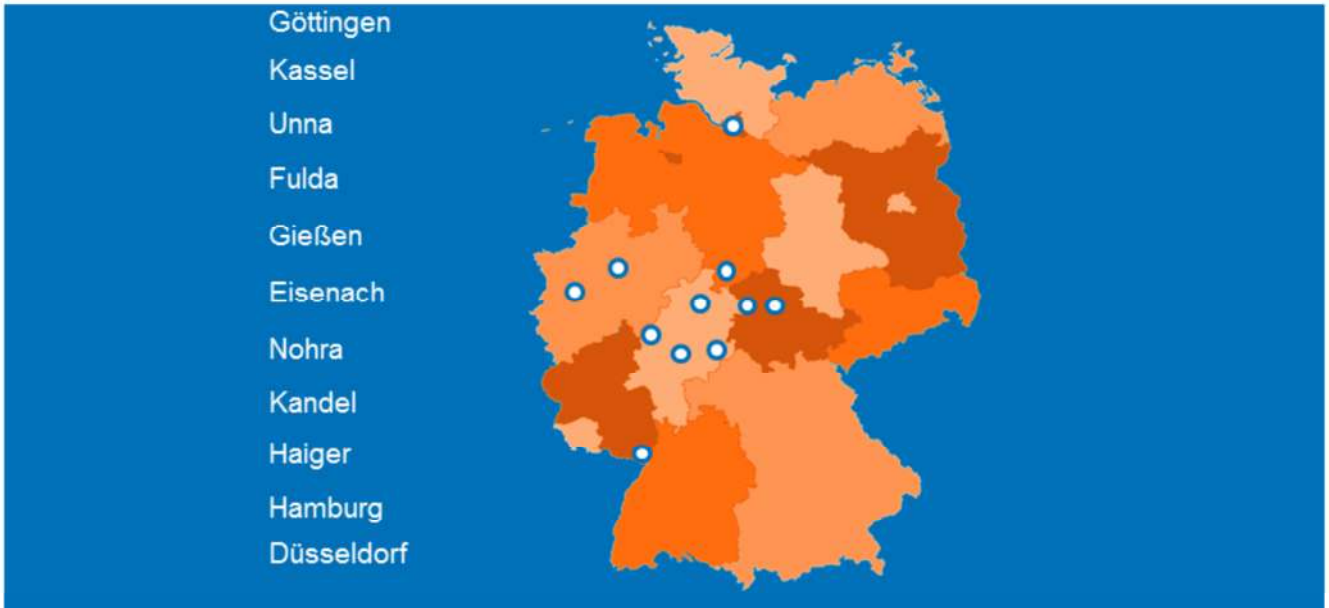 Göttingen
Kassel
Unna
Fulda
Gießen
Eisenach
Nohra
Kandel
Haiger
Hamburg
Düsseldorf